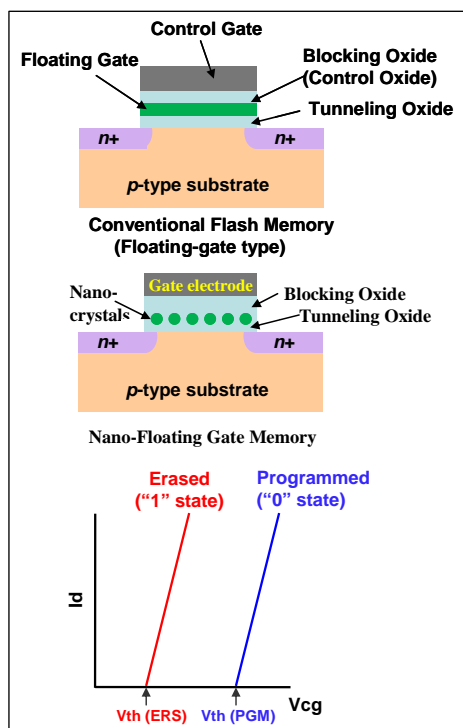 Control Gate
Floating Gate
Blocking Oxide
(Control Oxide)
Tunneling Oxide
n+
n+
p-type substrate
Conventional Flash Memory
(Floating-gate type)
Gate electrode
Nano-
crystals
Blocking Oxide
Tunneling Oxide
n+
n+
p-type substrate
Nano-Floating Gate Memory
Erased
("1" state)
Programmed
("0" state)
Id
Vcg
Vth (ERS)
Vth (PGM)